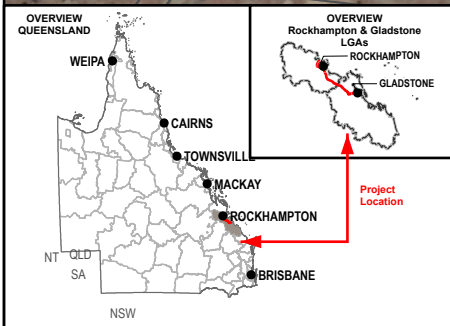 OVERVIEW
QUEENSLAND
WEIPA
CAIRNS
TOWNSVILLE
MACKAY
ROCKHAMPTON
BRISBANE
NT
QLD
SA
NSW
OVERVIEW
Rockhampton & Gladstone
LGAs
ROCKHAMPTON
GLADSTONE
Project
Location